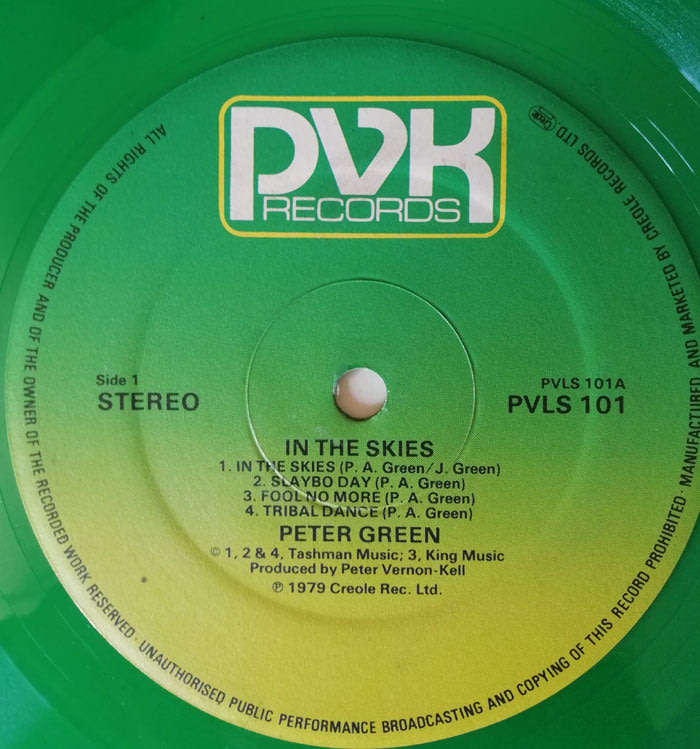 PVK
RECORDS
Side 1
STEREO
PVLS 101A
PVLS 101
IN THE SKIES
1. IN THE SKIES (P. A. Green/J. Green)
2. SLAYBO DAY (P. A. Green)
3. FOOL NO MORE (P. A. Green)
4. TRIBAL DANCE (P. A. Green)
PETER GREEN
© 1, 2 & 4, Tashman Music; 3, King Music
Produced by Peter Vernon-Kell
℗ 1979 Creole Rec. Ltd.
ALL RIGHTS OF THE PRODUCER AND OF THE OWNER OF THE RECORDED WORK RESERVED · UNAUTHORISED PUBLIC PERFORMANCE BROADCASTING AND COPYING OF THIS RECORD PROHIBITED · MANUFACTURED AND MARKETED BY CREOLE RECORDS LTD. Creole